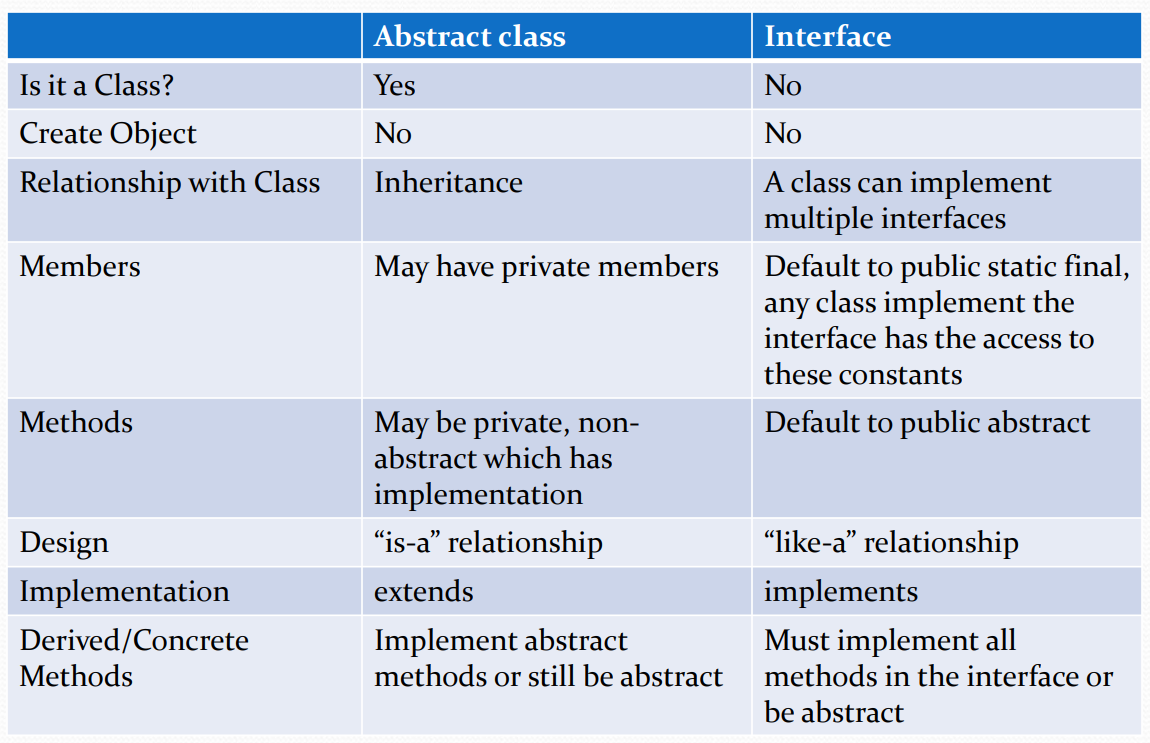 Abstract class
Interface
Is it a Class?
Yes
No
Create Object
No
No
Relationship with Class
Inheritance
A class can implement
multiple interfaces
Members
May have private members
Default to public static final,
any class implement the
interface has the access to
these constants
Methods
May be private, non-
abstract which has
implementation
Default to public abstract
Design
“is-a” relationship
“like-a” relationship
Implementation
extends
implements
Derived/Concrete
Methods
Implement abstract
methods or still be abstract
Must implement all
methods in the interface or
be abstract